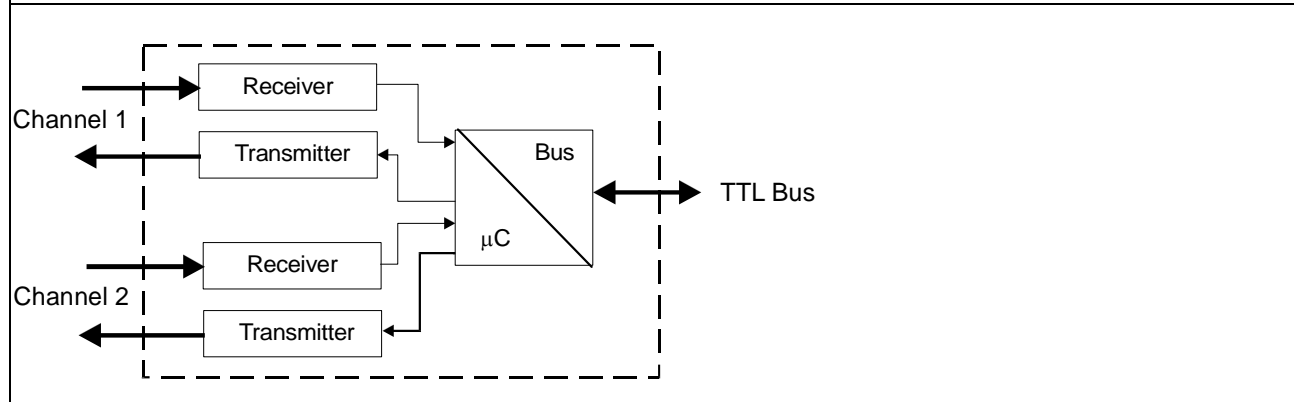 Receiver
Channel 1
Transmitter
Bus
TTL Bus
μC
Receiver
Channel 2
Transmitter